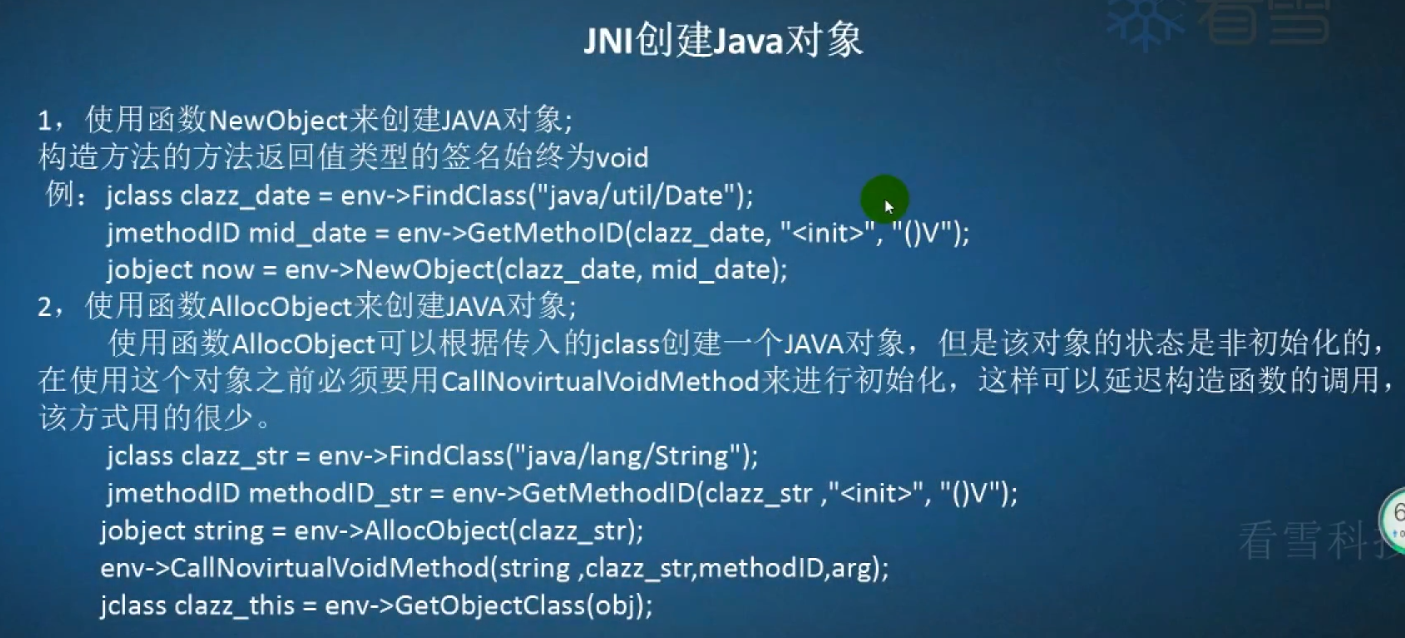 看雪
JNI创建Java对象
1，使用函数NewObject来创建JAVA对象;
构造方法的方法返回值类型的签名始终为void
例：jclass clazz_date = env->FindClass("java/util/Date");
jmethodID mid_date = env->GetMethoID(clazz_date, "<init>", "()V");
jobject now = env->NewObject(clazz_date, mid_date);
2，使用函数AllocObject来创建JAVA对象;
使用函数AllocObject可以根据传入的jclass创建一个JAVA对象，但是该对象的状态是非初始化的，
在使用这个对象之前必须要用CallNovirtualVoidMethod来进行初始化，这样可以延迟构造函数的调用，
该方式用的很少。
jclass clazz_str = env->FindClass("java/lang/String");
jmethodID methodID_str = env->GetMethodID(clazz_str ,"<init>", "()V");
jobject string = env->AllocObject(clazz_str);
env->CallNovirtualVoidMethod(string ,clazz_str,methodID,arg);
jclass clazz_this = env->GetObjectClass(obj);
看雪科技
6